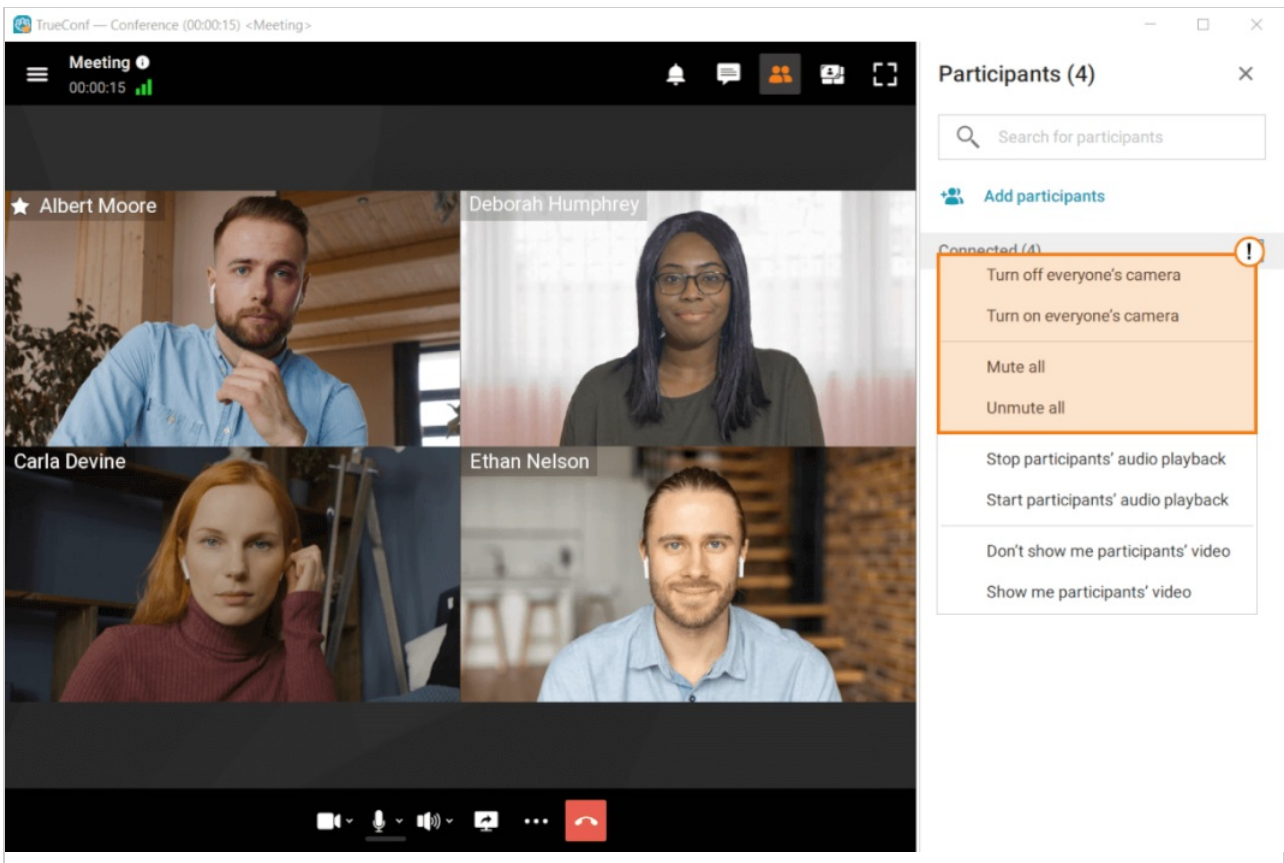 TrueConf — Conference (00:00:15) <Meeting>
Meeting
00:00:15
Albert Moore
Deborah Humphrey
Carla Devine
Ethan Nelson
Participants (4)
Search for participants
Add participants
Connected (4)
!
Turn off everyone's camera
Turn on everyone's camera
Mute all
Unmute all
Stop participants' audio playback
Start participants' audio playback
Don't show me participants' video
Show me participants' video